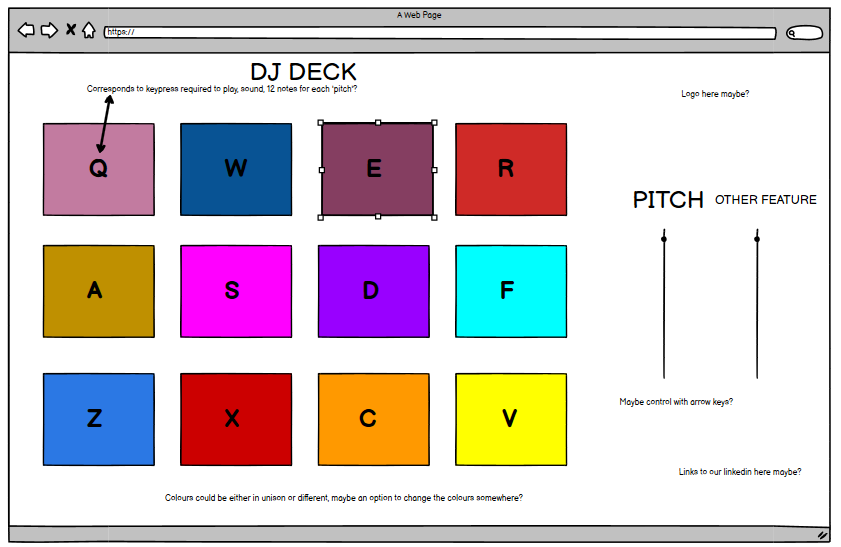 A Web Page
https://
DJ DECK
Corresponds to keypress required to play, sound, 12 notes for each 'pitch'?
Logo here maybe?
Q W E R
PITCH OTHER FEATURE
A S D F
Z X C V
Maybe control with arrow keys?
Links to our linkedin here maybe?
Colours could be either in unison or different, maybe an option to change the colours somewhere?